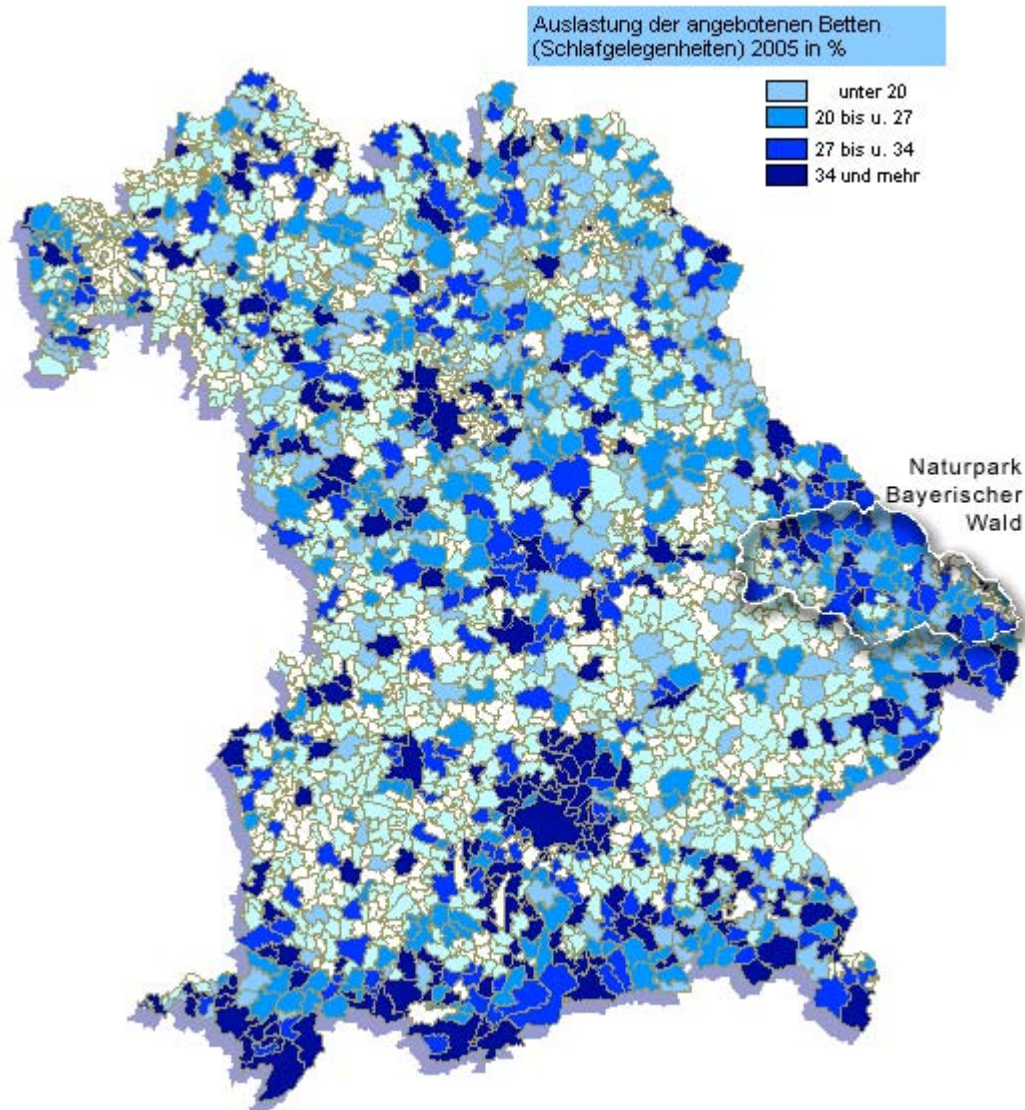 Auslastung der angebotenen Betten
(Schlafgelegenheiten) 2005 in %
unter 20
20 bis u. 27
27 bis u. 34
34 und mehr
Naturpark
Bayerischer
Wald